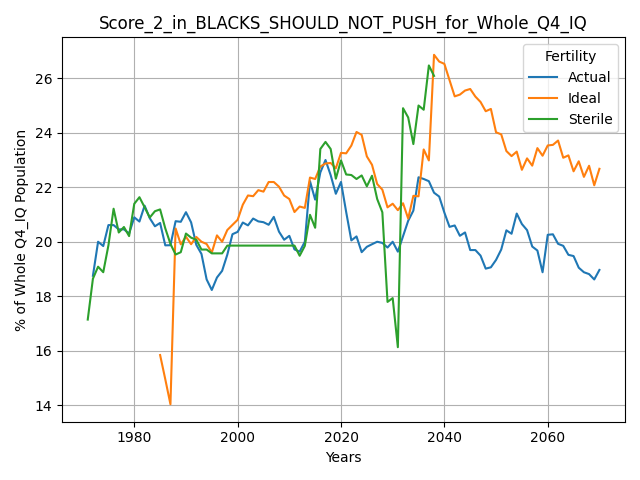 Score_2_in_BLACKS_SHOULD_NOT_PUSH_for_Whole_Q4_IQ
Fertility
Actual
Ideal
Sterile
% of Whole Q4_IQ Population
26
24
22
20
18
16
14
1980
2000
2020
2040
2060
Years